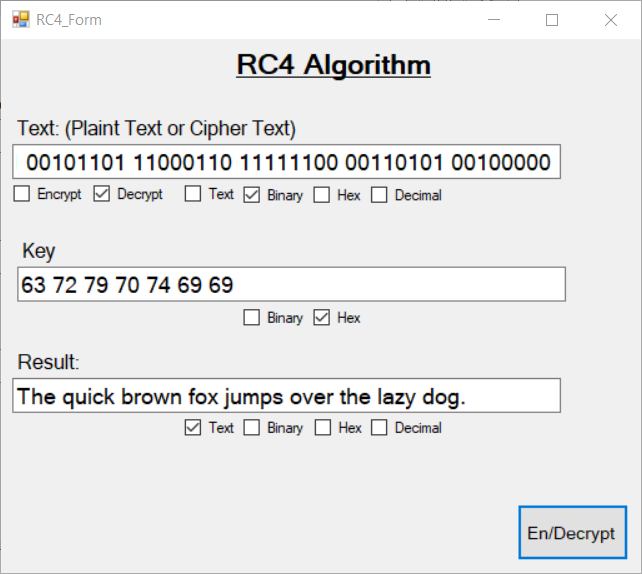 RC4_Form
RC4 Algorithm
Text: (Plaint Text or Cipher Text)
00101101 11000110 11111100 00110101 00100000
Encrypt Decrypt Text Binary Hex Decimal
Key
63 72 79 70 74 69 69
Binary Hex
Result:
The quick brown fox jumps over the lazy dog.
Text Binary Hex Decimal
En/Decrypt